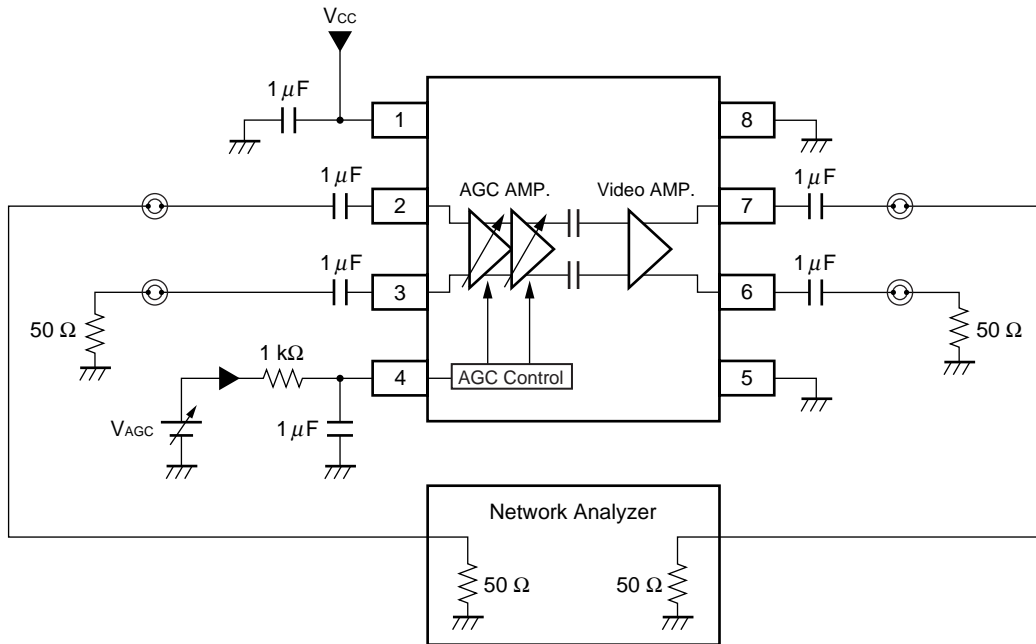 VCC
1 μF
1
8
1 μF
AGC AMP.
Video AMP.
1 μF
2
7
1 μF
1 μF
3
6
50 Ω
50 Ω
1 kΩ
4
AGC Control
5
VAGC
1 μF
Network Analyzer
50 Ω
50 Ω